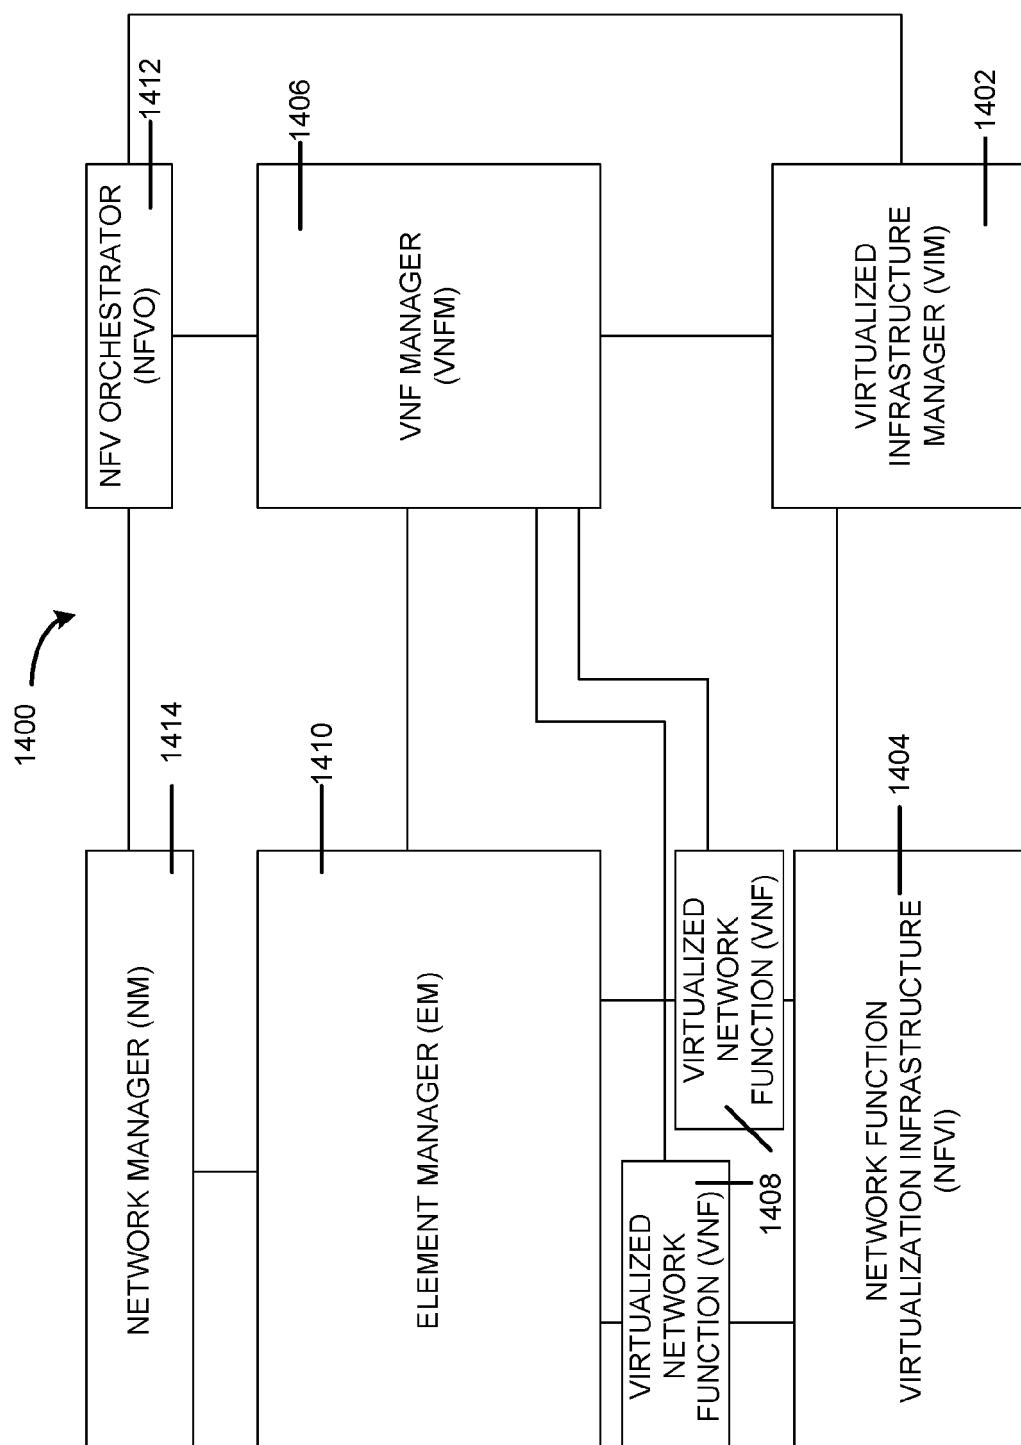 1400
NETWORK MANAGER (NM)
1414
NFV ORCHESTRATOR
(NFVO)
1412
ELEMENT MANAGER (EM)
1410
VNF MANAGER
(VNFM)
1406
VIRTUALIZED
NETWORK
FUNCTION (VNF)
VIRTUALIZED
NETWORK
FUNCTION (VNF)
1408
NETWORK FUNCTION
VIRTUALIZATION INFRASTRUCTURE
(NFVI)
1404
VIRTUALIZED
INFRASTRUCTURE
MANAGER (VIM)
1402